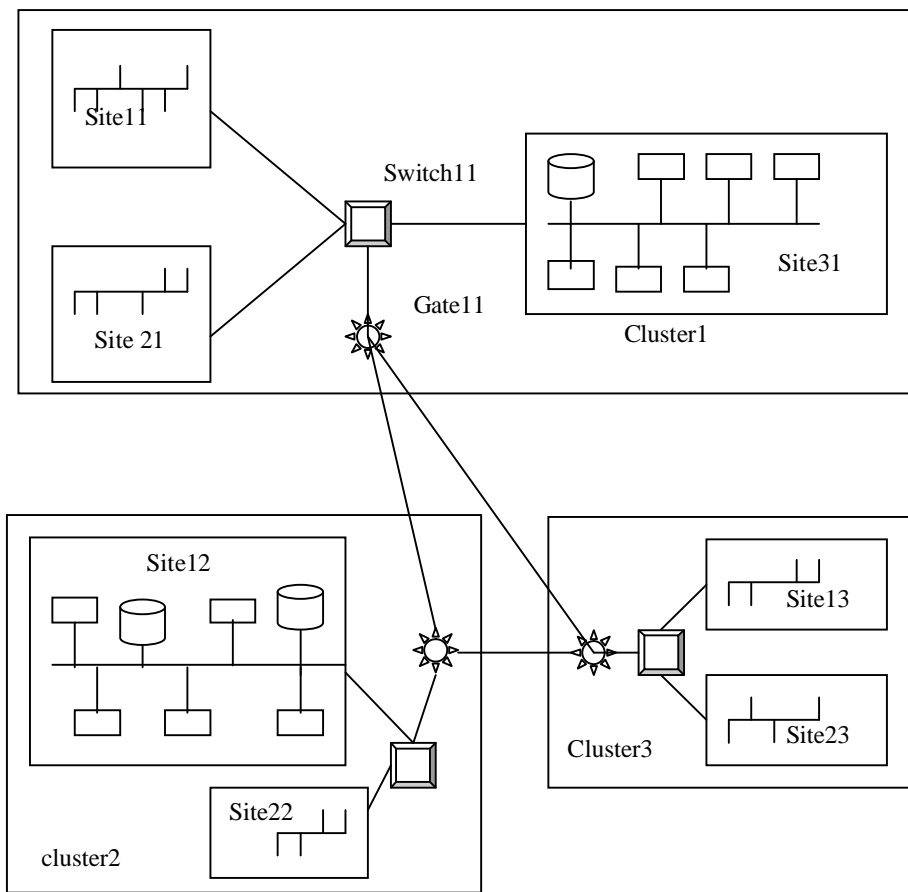 Site11
Switch11
Site31
Gate11
Site 21
Cluster1
Site12
Site13
Cluster3
Site23
Site22
cluster2